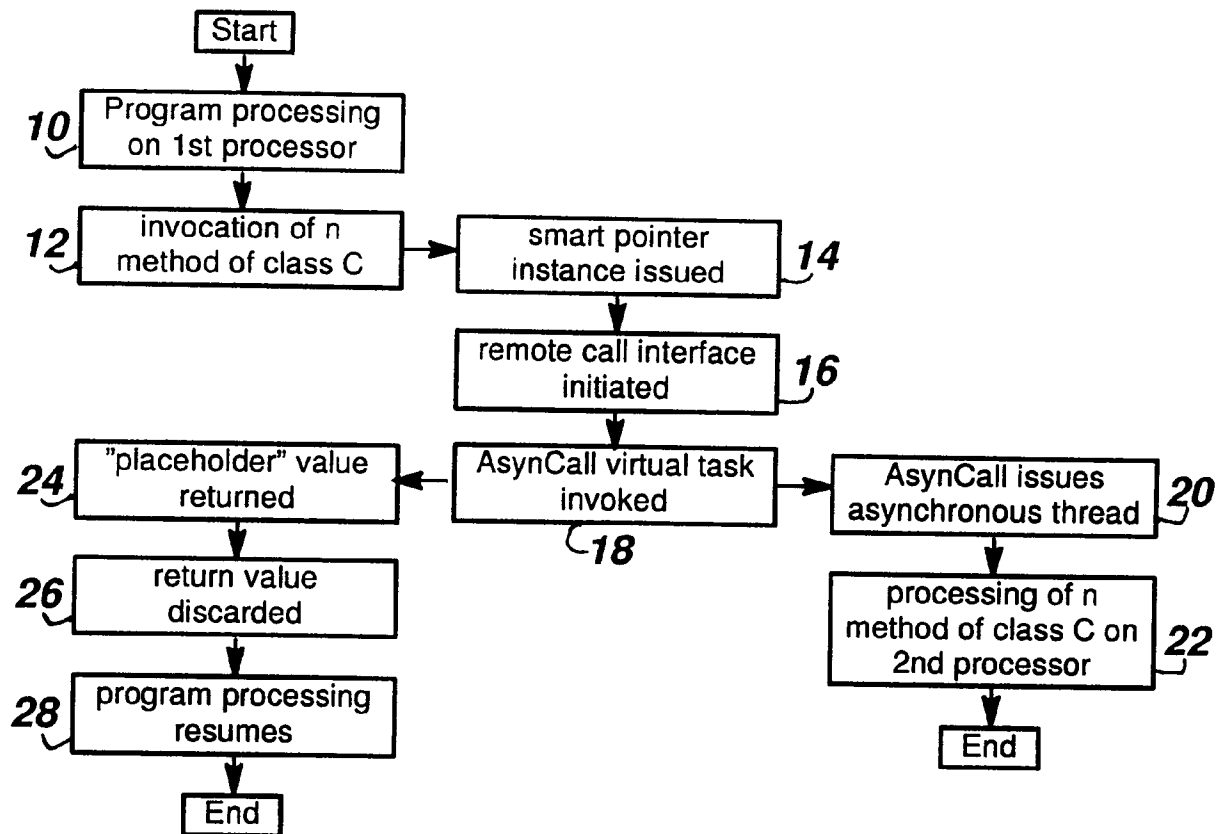 Start
10
Program processing
on 1st processor
12
invocation of n
method of class C
smart pointer
instance issued
14
remote call interface
initiated
16
24
"placeholder" value
returned
AsynCall virtual task
invoked
18
AsynCall issues
asynchronous thread
20
26
return value
discarded
processing of n
method of class C on
2nd processor
22
28
program processing
resumes
End
End